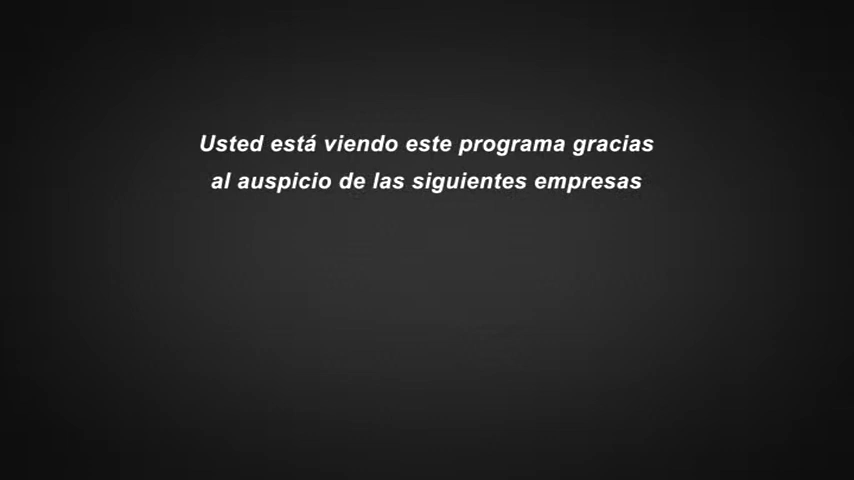 Usted está viendo este programa gracias
al auspicio de las siguientes empresas